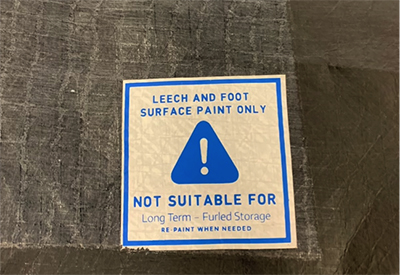 LEECH AND FOOT
SURFACE PAINT ONLY
NOT SUITABLE FOR
Long Term - Furled Storage
RE-PAINT WHEN NEEDED